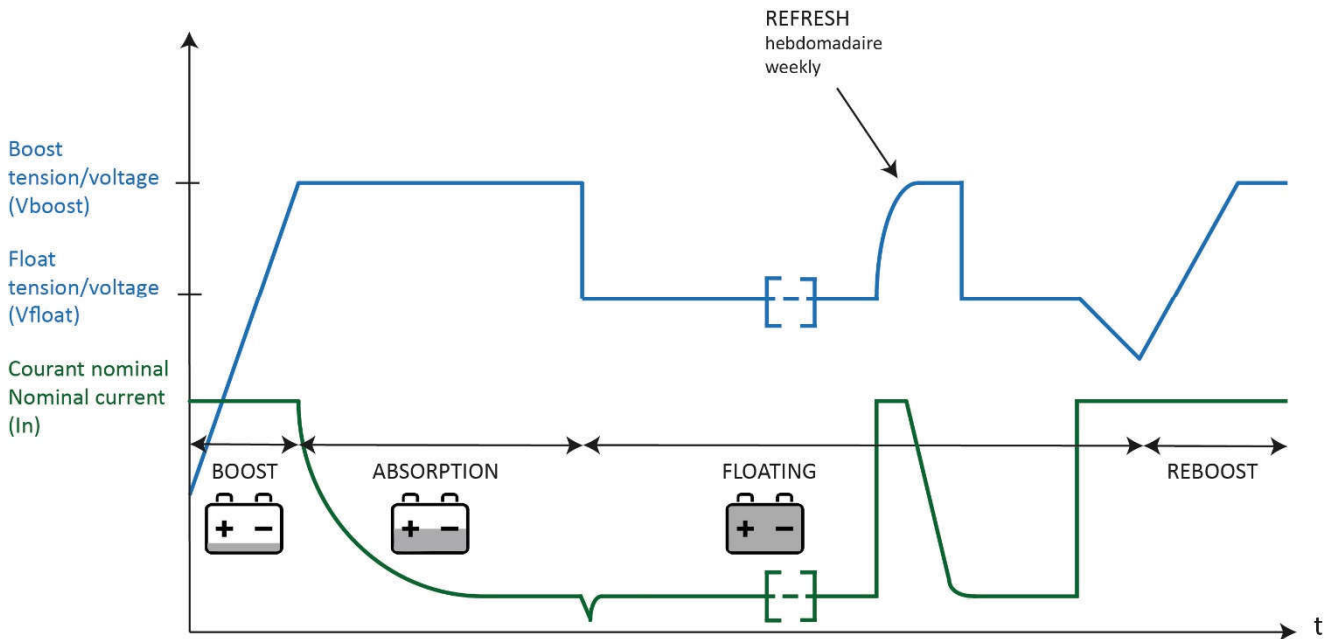 REFRESH
hebdomadaire
weekly
Boost
tension/voltage
(Vboost)
Float
tension/voltage
(Vfloat)
Courant nominal
Nominal current
(In)
BOOST
ABSORPTION
FLOATING
REBOOST
+ −
+ −
+ −
t